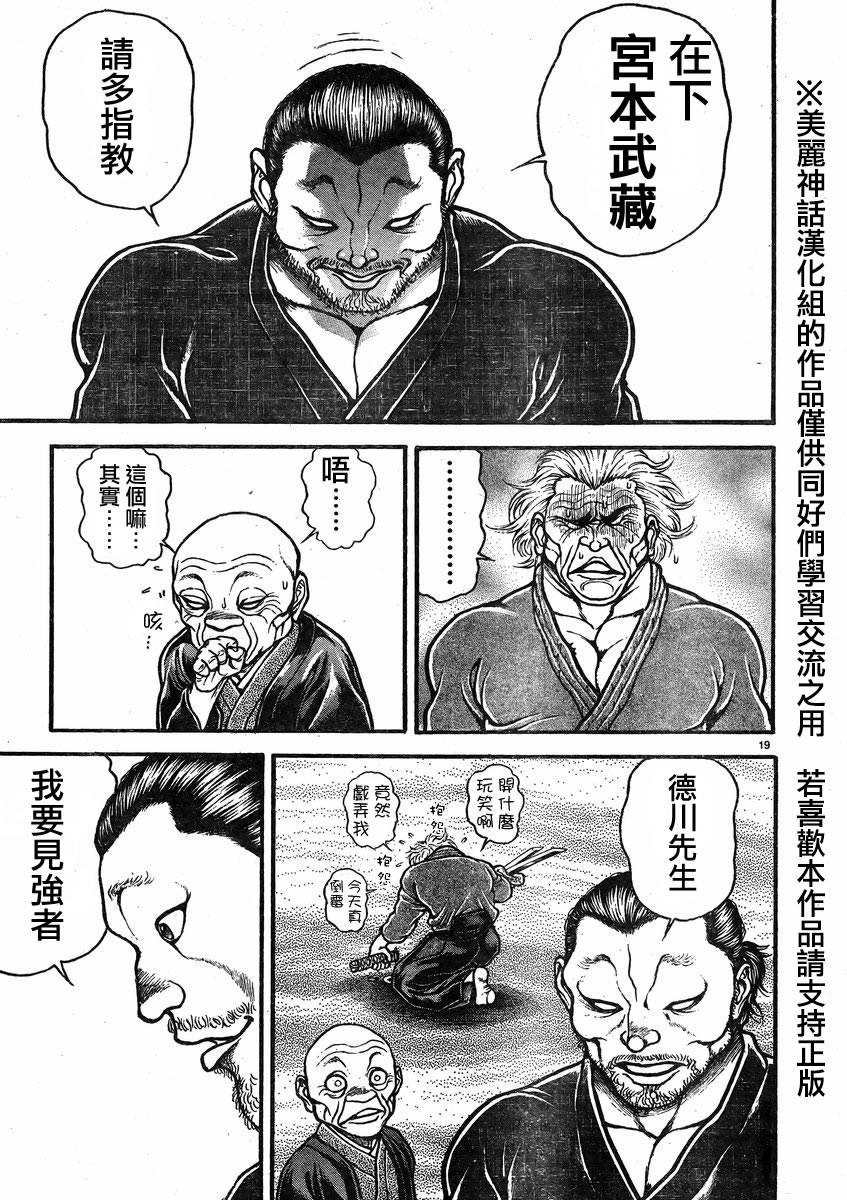 在下
宮本武藏
請多指教
…………
唔……
這個嘛…
其實……
咳…
19
德川先生
開什麼
玩笑啊
抱怨
竟然
戲弄我
抱怨
今天真
倒霉
我要見強者
※美麗神話漢化組的作品僅供同好們學習交流之用　若喜歡本作品請支持正版